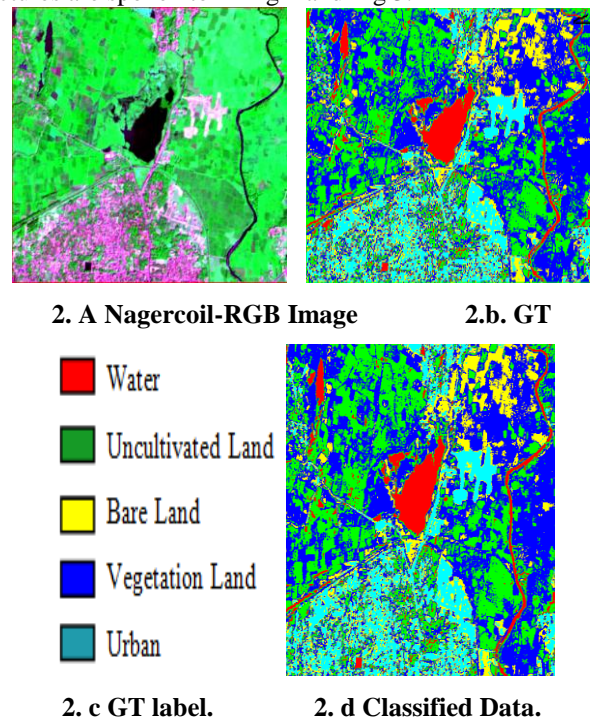 2. A Nagercoil-RGB Image 2.b. GT
Water
Uncultivated Land
Bare Land
Vegetation Land
Urban
2. c GT label. 2. d Classified Data.